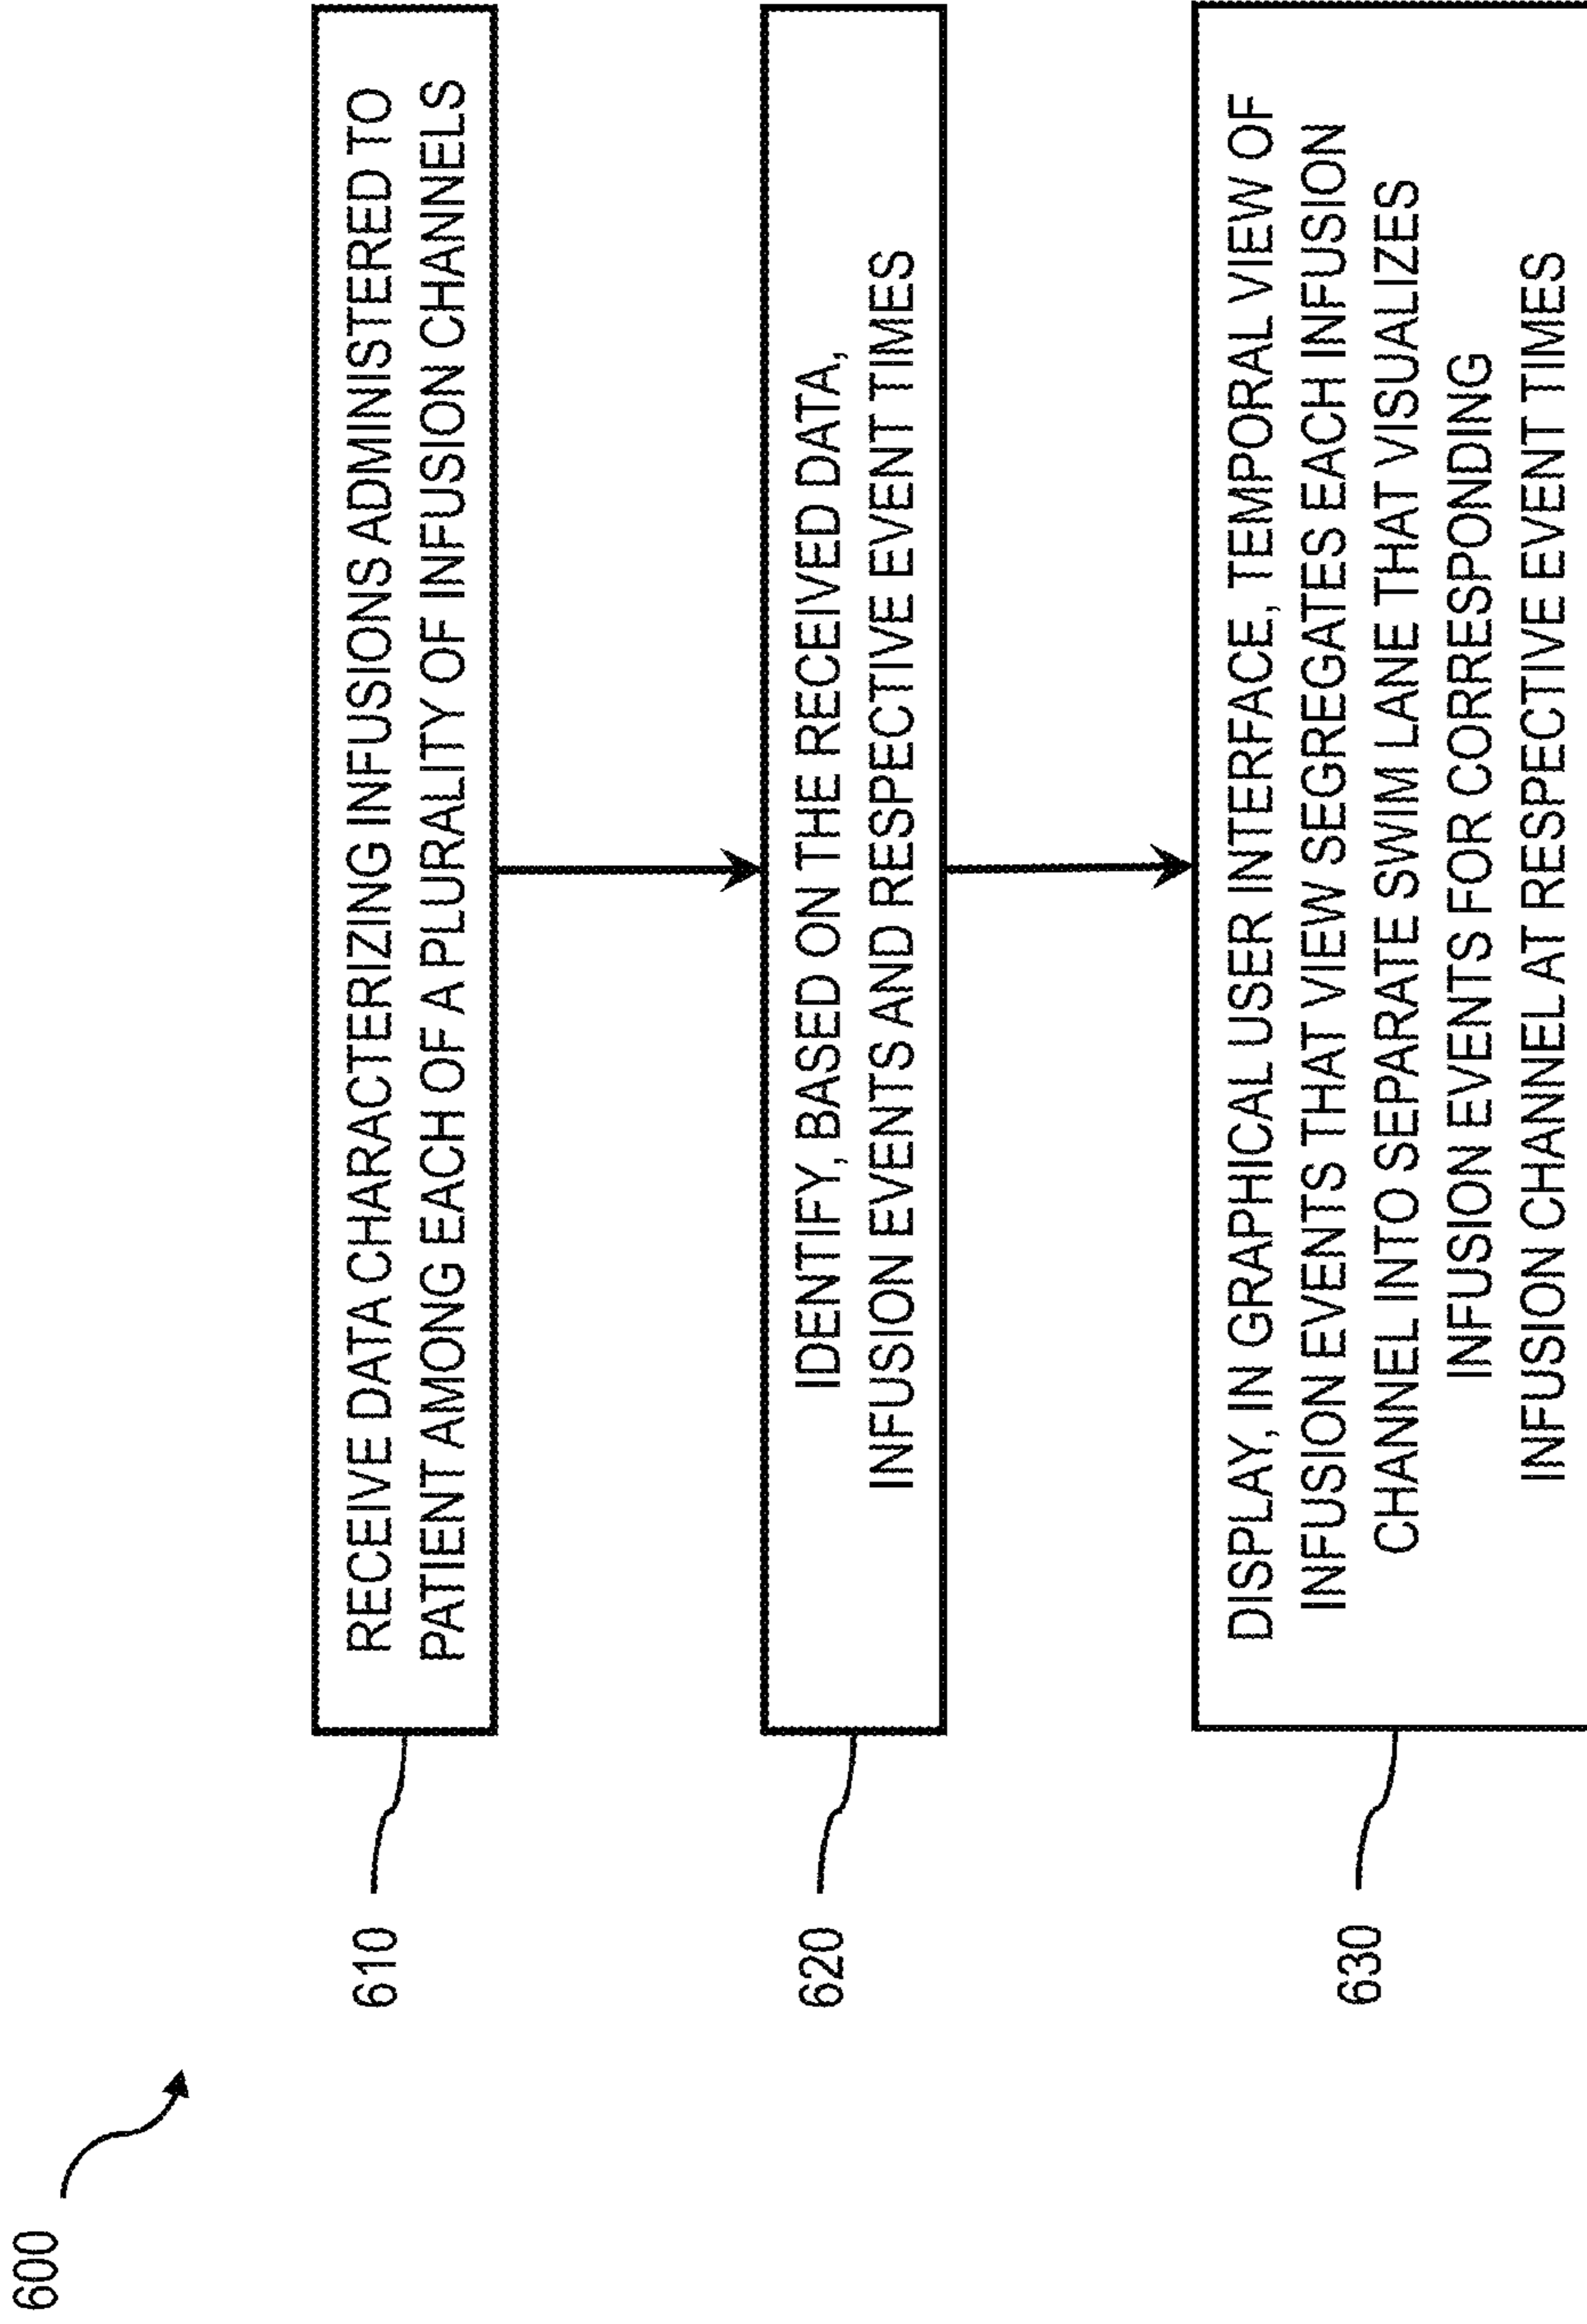 600
610
RECEIVE DATA CHARACTERIZING INFUSIONS ADMINISTERED TO
PATIENT AMONG EACH OF A PLURALITY OF INFUSION CHANNELS
620
IDENTIFY, BASED ON THE RECEIVED DATA,
INFUSION EVENTS AND RESPECTIVE EVENT TIMES
630
DISPLAY, IN GRAPHICAL USER INTERFACE, TEMPORAL VIEW OF
INFUSION EVENTS THAT VIEW SEGREGATES EACH INFUSION
CHANNEL INTO SEPARATE SWIM LANE THAT VISUALIZES
INFUSION EVENTS FOR CORRESPONDING
INFUSION CHANNEL AT RESPECTIVE EVENT TIMES